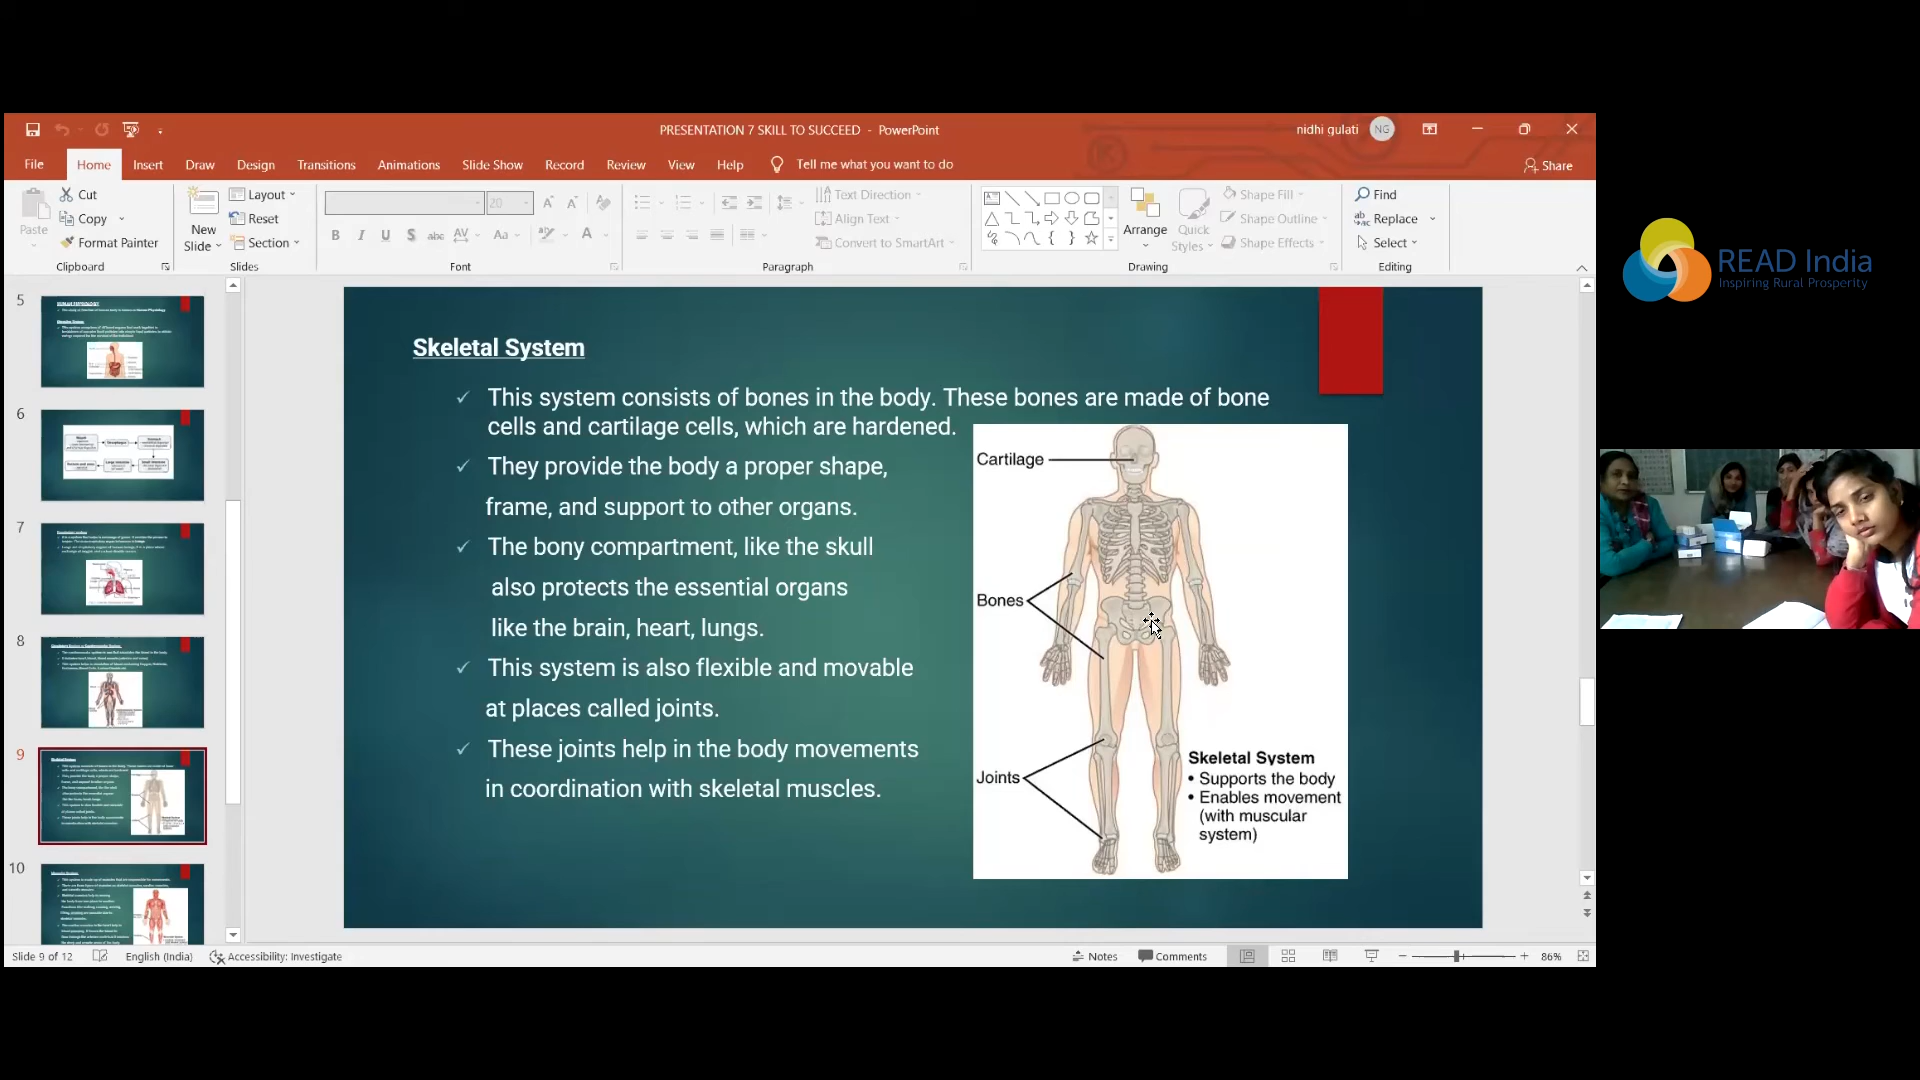 PRESENTATION 7 SKILL TO SUCCEED - PowerPoint
nidhi gulati NG
File Home Insert Draw Design Transitions Animations Slide Show Record Review View Help Tell me what you want to do Share
Paste
Cut
Copy
Format Painter
Clipboard
New Slide
Layout
Reset
Section
Slides
20
B I U S abc AV Aa A
Font
Text Direction
Align Text
Convert to SmartArt
Paragraph
Arrange
Quick Styles
Shape Fill
Shape Outline
Shape Effects
Drawing
Find
Replace
Select
Editing
READ India
Inspiring Rural Prosperity
5
6
7
8
9
10
Skeletal System
✓ This system consists of bones in the body. These bones are made of bone
cells and cartilage cells, which are hardened.
✓ They provide the body a proper shape,
frame, and support to other organs.
✓ The bony compartment, like the skull
also protects the essential organs
like the brain, heart, lungs.
✓ This system is also flexible and movable
at places called joints.
✓ These joints help in the body movements
in coordination with skeletal muscles.
Cartilage
Bones
Joints
Skeletal System
• Supports the body
• Enables movement
(with muscular
system)
Slide 9 of 12 English (India) Accessibility: Investigate Notes Comments 86%